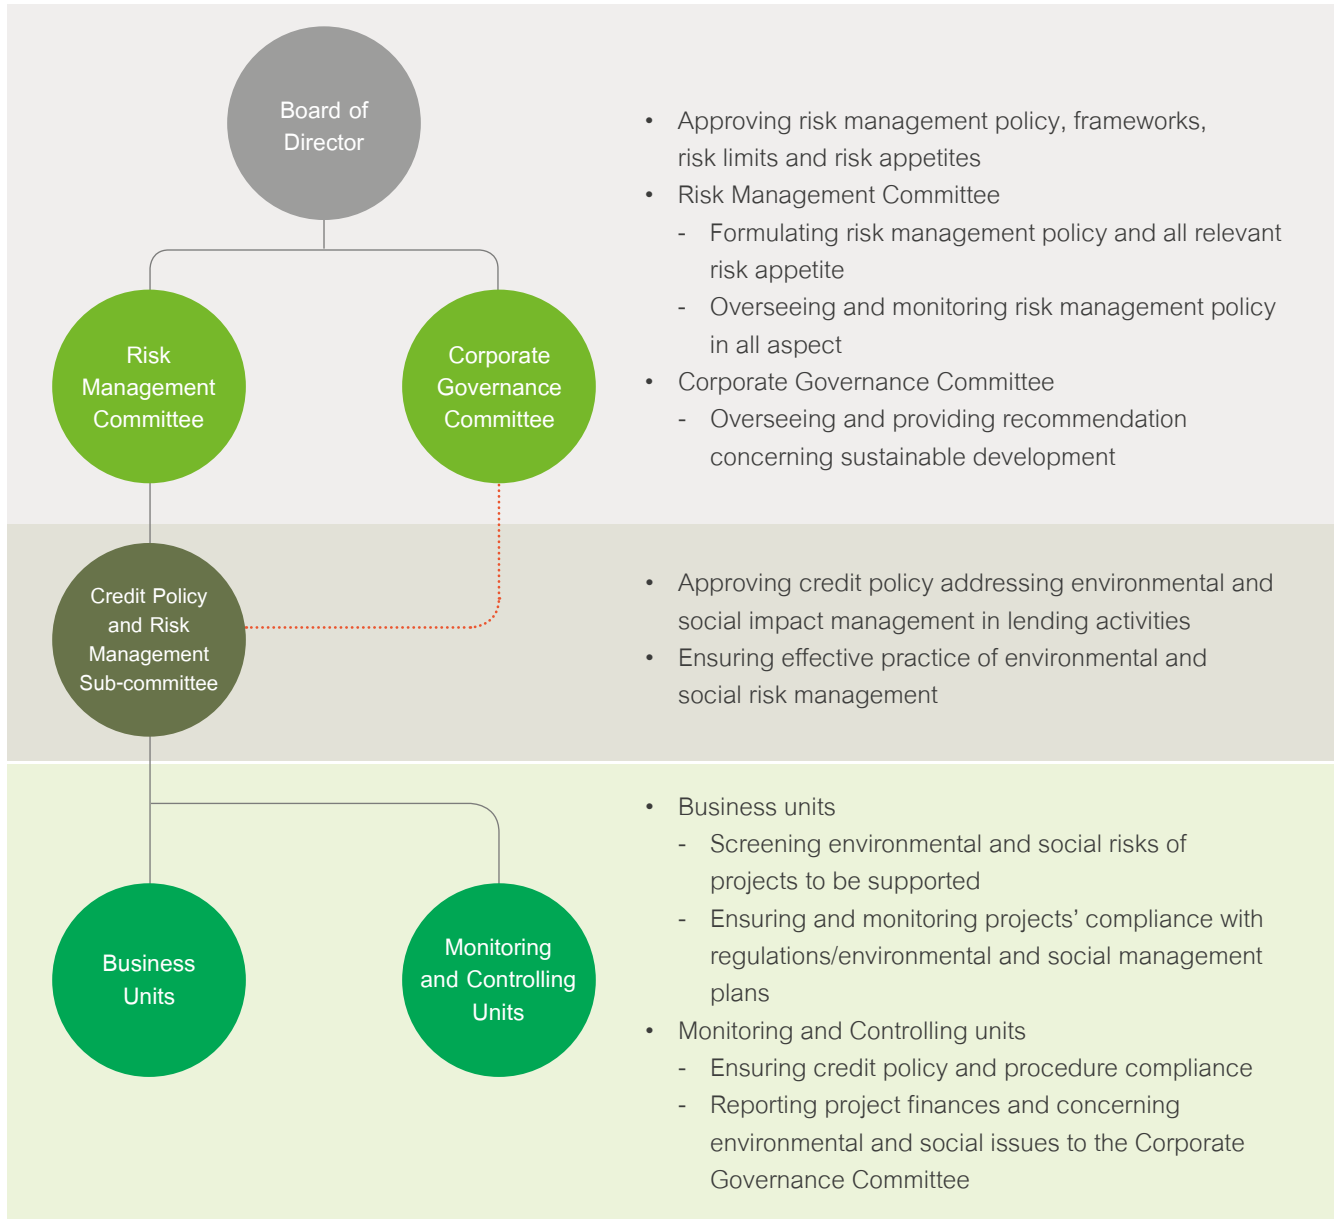 Board of
Director
Risk
Management
Committee
Corporate
Governance
Committee
• Approving risk management policy, frameworks,
risk limits and risk appetites
• Risk Management Committee
- Formulating risk management policy and all relevant
risk appetite
- Overseeing and monitoring risk management policy
in all aspect
• Corporate Governance Committee
- Overseeing and providing recommendation
concerning sustainable development
Credit Policy
and Risk
Management
Sub-committee
• Approving credit policy addressing environmental and
social impact management in lending activities
• Ensuring effective practice of environmental and
social risk management
Business
Units
Monitoring
and Controlling
Units
• Business units
- Screening environmental and social risks of
projects to be supported
- Ensuring and monitoring projects’ compliance with
regulations/environmental and social management
plans
• Monitoring and Controlling units
- Ensuring credit policy and procedure compliance
- Reporting project finances and concerning
environmental and social issues to the Corporate
Governance Committee